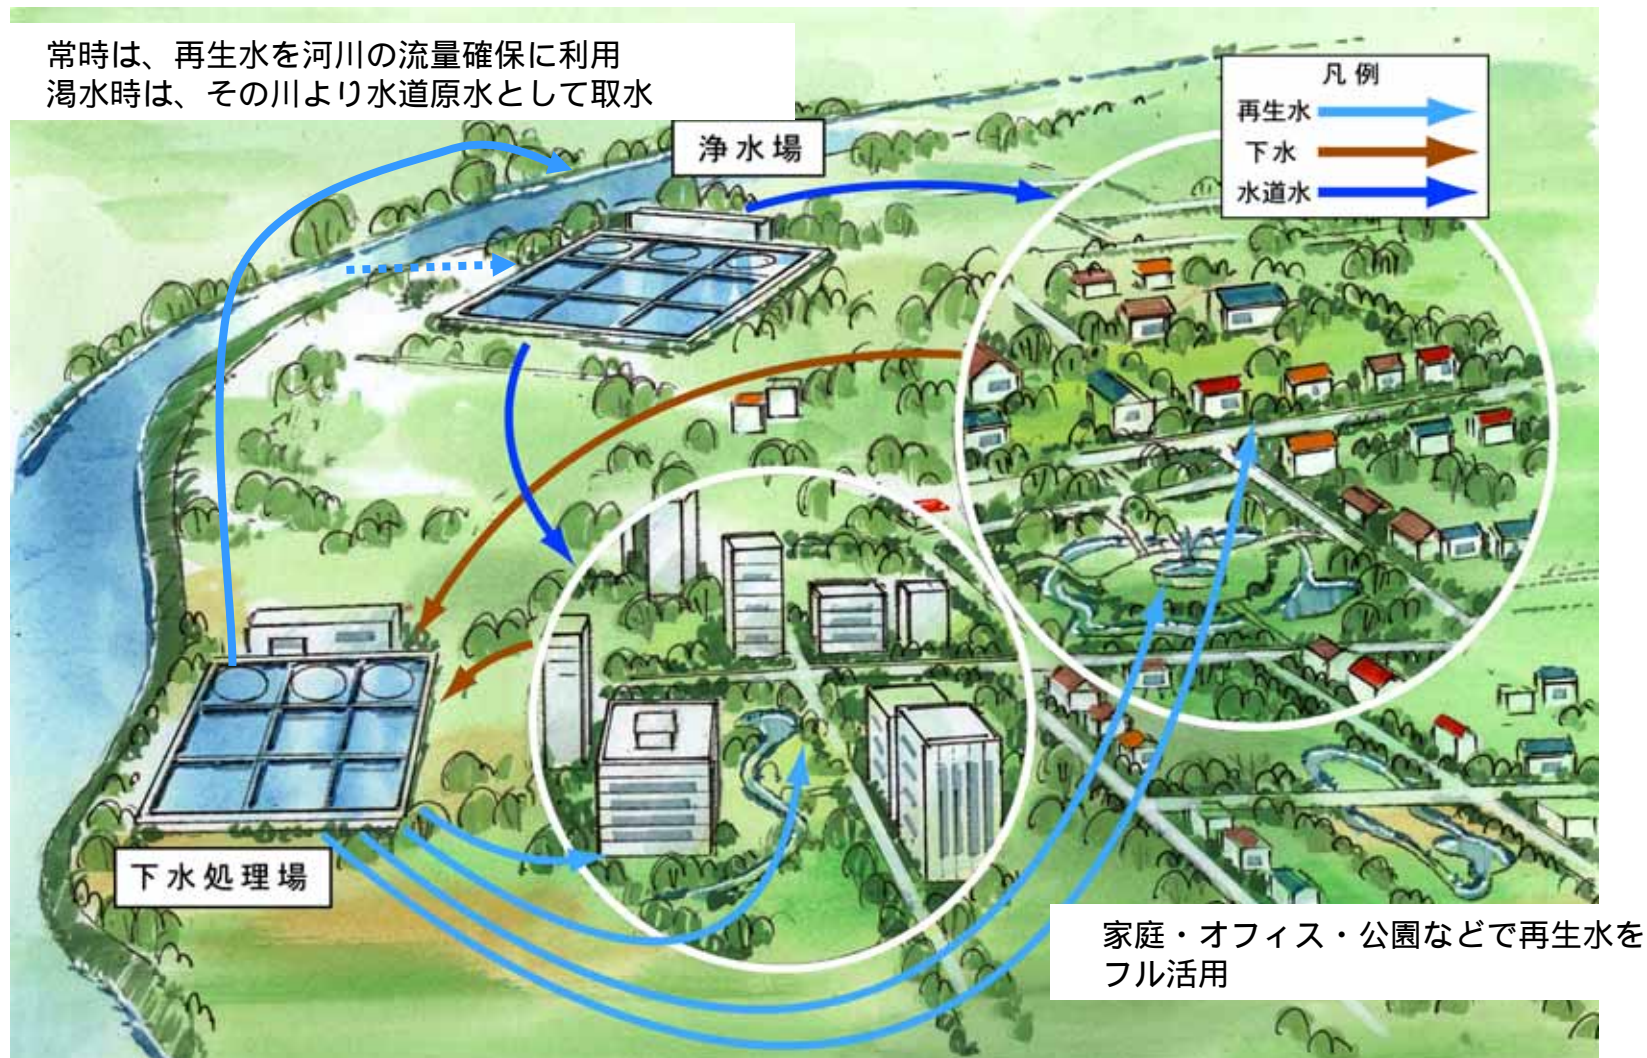 常時は、再生水を河川の流量確保に利用
渇水時は、その川より水道原水として取水
凡例
再生水
下水
水道水
浄水場
下水処理場
家庭・オフィス・公園などで再生水を
フル活用